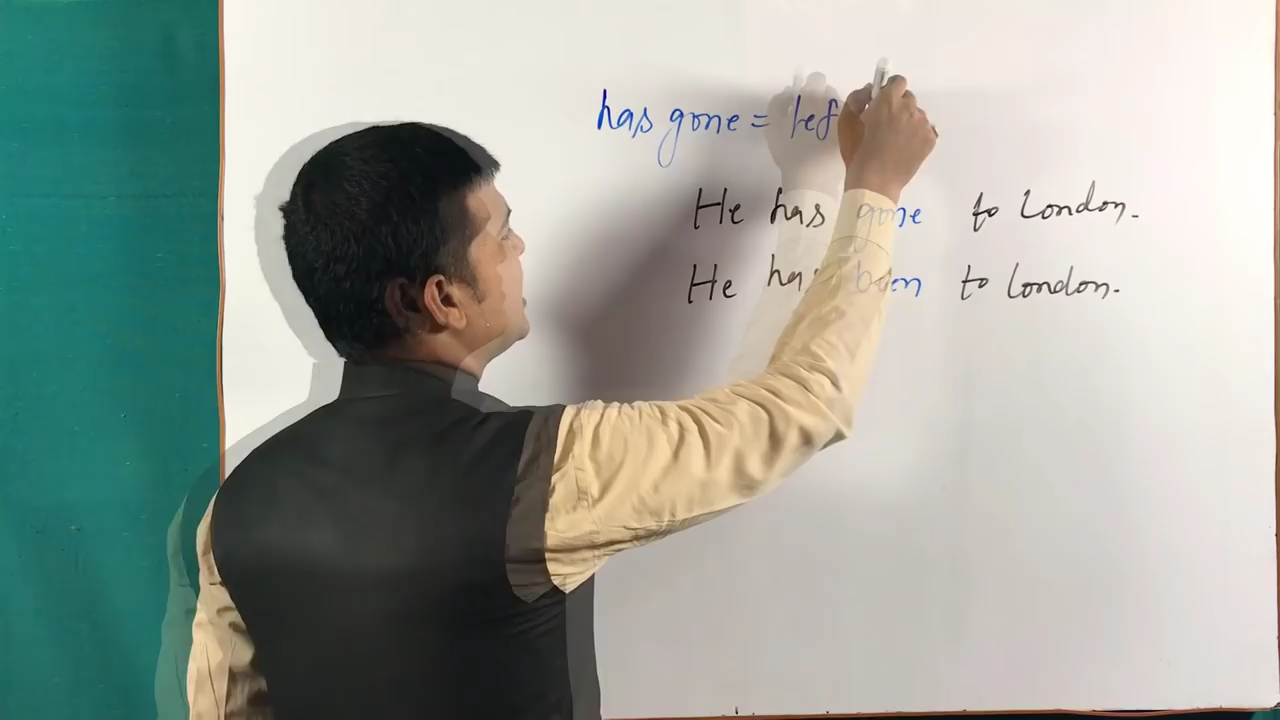 has gone = lef
He has gone to London.
He has been to london.